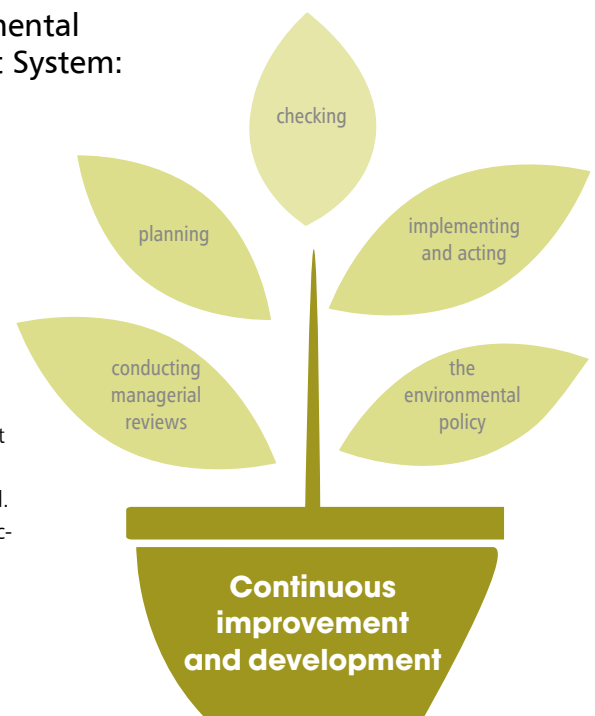 mental
t System:
checking
planning
implementing
and acting
conducting
managerial
reviews
the
environmental
policy
t
l.
c-
Continuous
improvement
and development